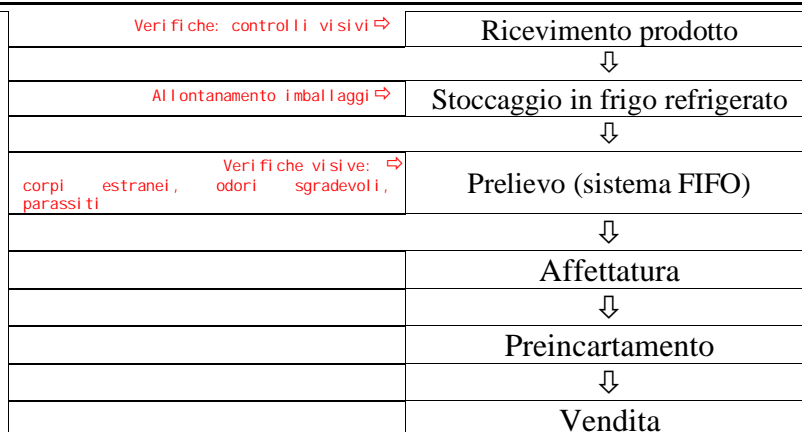 Verifiche: controlli visivi ⇨ Ricevimento prodotto
⇩
Allontanamento imballaggi ⇨ Stoccaggio in frigo refrigerato
⇩
Verifiche visive: ⇨
corpi estranei, odori sgradevoli,
parassiti
Prelievo (sistema FIFO)
⇩
Affettatura
⇩
Preincartamento
⇩
Vendita